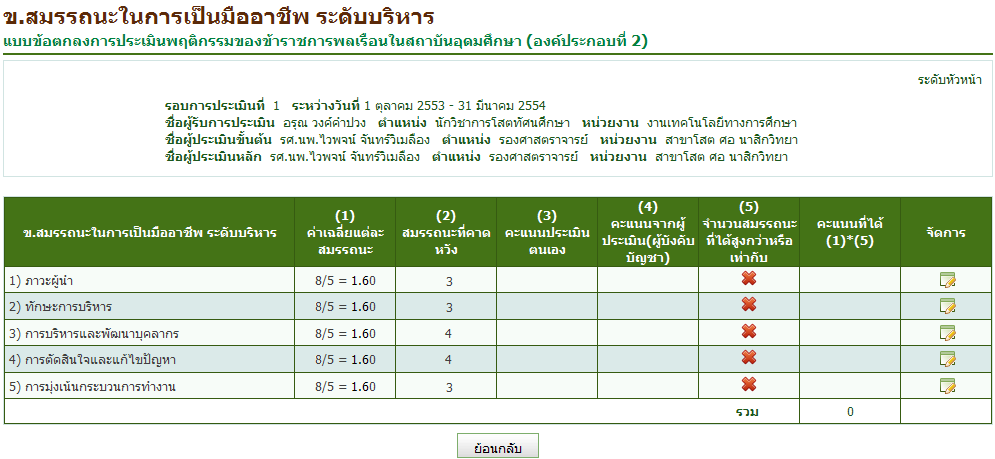 ข.สมรรถนะในการเป็นมืออาชีพ ระดับบริหาร
แบบข้อตกลงการประเมินพฤติกรรมของข้าราชการพลเรือนในสถาบันอุดมศึกษา (องค์ประกอบที่ 2)
ระดับหัวหน้า
รอบการประเมินที่ 1 ระหว่างวันที่ 1 ตุลาคม 2553 - 31 มีนาคม 2554
ชื่อผู้รับการประเมิน อรุณ วงค์คำปวง ตำแหน่ง นักวิชาการโสตทัศนศึกษา หน่วยงาน งานเทคโนโลยีทางการศึกษา
ชื่อผู้ประเมินขั้นต้น รศ.นพ.ไวพจน์ จันทร์วิเมลือง ตำแหน่ง รองศาสตราจารย์ หน่วยงาน สาขาโสต ศอ นาสิกวิทยา
ชื่อผู้ประเมินหลัก รศ.นพ.ไวพจน์ จันทร์วิเมลือง ตำแหน่ง รองศาสตราจารย์ หน่วยงาน สาขาโสต ศอ นาสิกวิทยา
ข.สมรรถนะในการเป็นมืออาชีพ ระดับบริหาร
(1)
ค่าเฉลี่ยแต่ละ
สมรรถนะ
(2)
สมรรถนะที่คาด
หวัง
(3)
คะแนนประเมิน
ตนเอง
(4)
คะแนนจากผู้
ประเมิน(ผู้บังคับ
บัญชา)
(5)
จำนวนสมรรถนะ
ที่ได้สูงกว่าหรือ
เท่ากับ
คะแนนที่ได้
(1)*(5)
จัดการ
1) ภาวะผู้นำ 8/5 = 1.60 3
2) ทักษะการบริหาร 8/5 = 1.60 3
3) การบริหารและพัฒนาบุคลากร 8/5 = 1.60 4
4) การตัดสินใจและแก้ไขปัญหา 8/5 = 1.60 4
5) การมุ่งเน้นกระบวนการทำงาน 8/5 = 1.60 3
รวม 0
ย้อนกลับ